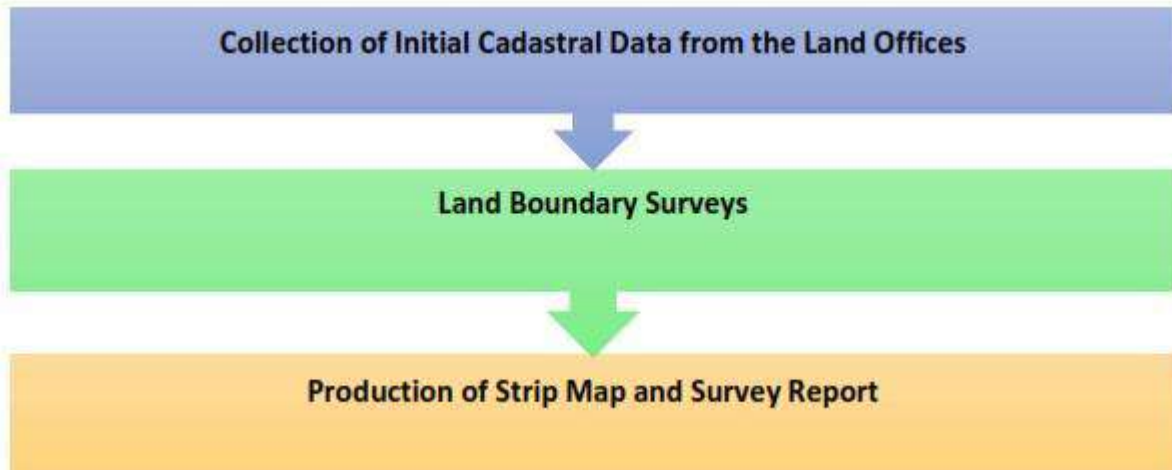 Collection of Initial Cadastral Data from the Land Offices
Land Boundary Surveys
Production of Strip Map and Survey Report